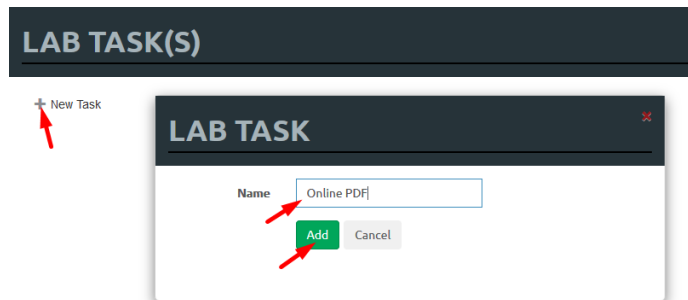 LAB TASK(S)
New Task
LAB TASK
Name Online PDF
Add Cancel